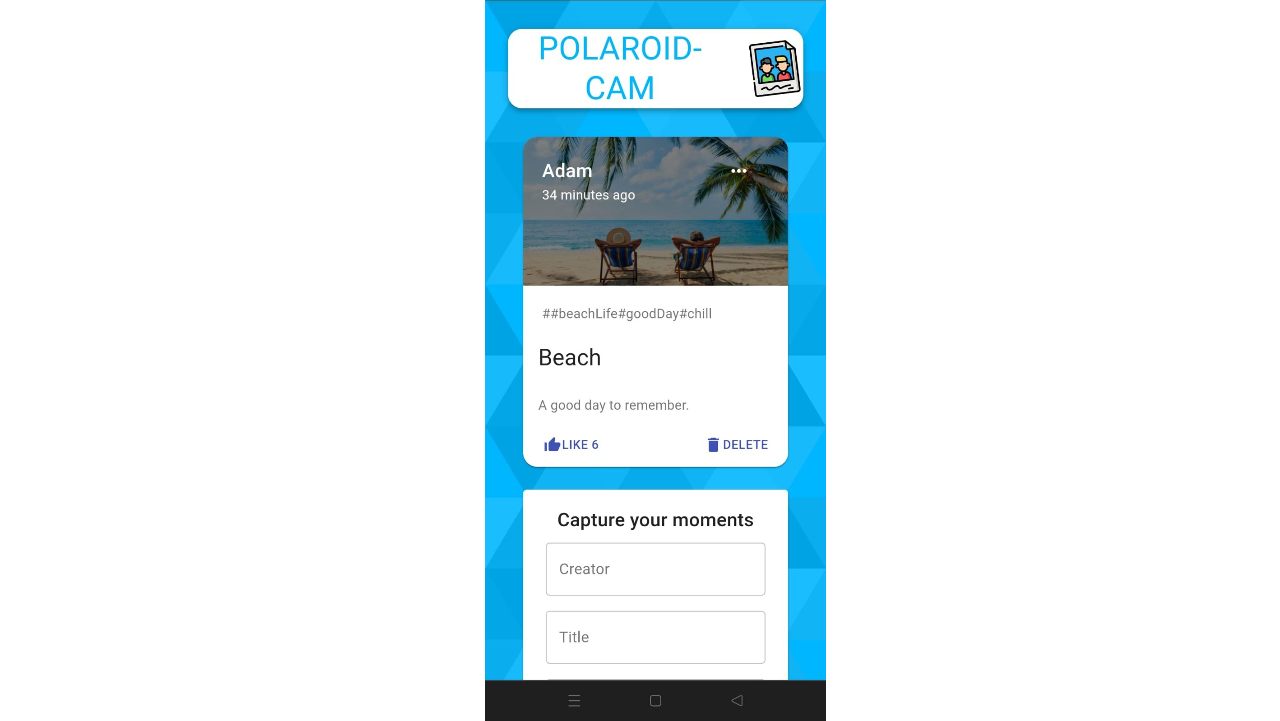 POLAROID-
CAM
Adam
34 minutes ago
##beachLife#goodDay#chill
Beach
A good day to remember.
LIKE 6
DELETE
Capture your moments
Creator
Title